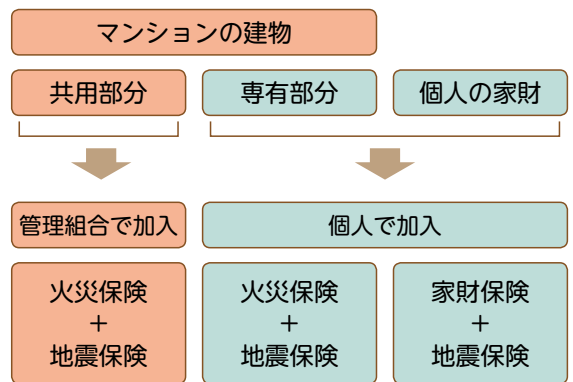 マンションの建物
共用部分
専有部分
個人の家財
管理組合で加入
個人で加入
火災保険
+
地震保険
火災保険
+
地震保険
家財保険
+
地震保険